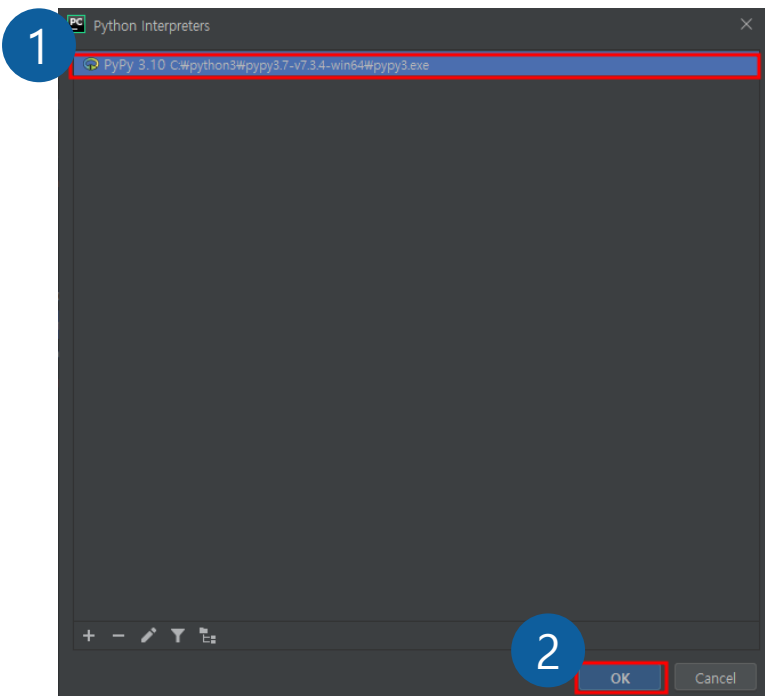 1
PC Python Interpreters
PyPy 3.10 C:₩python3₩pypy3.7-v7.3.4-win64₩pypy3.exe
2
OK Cancel